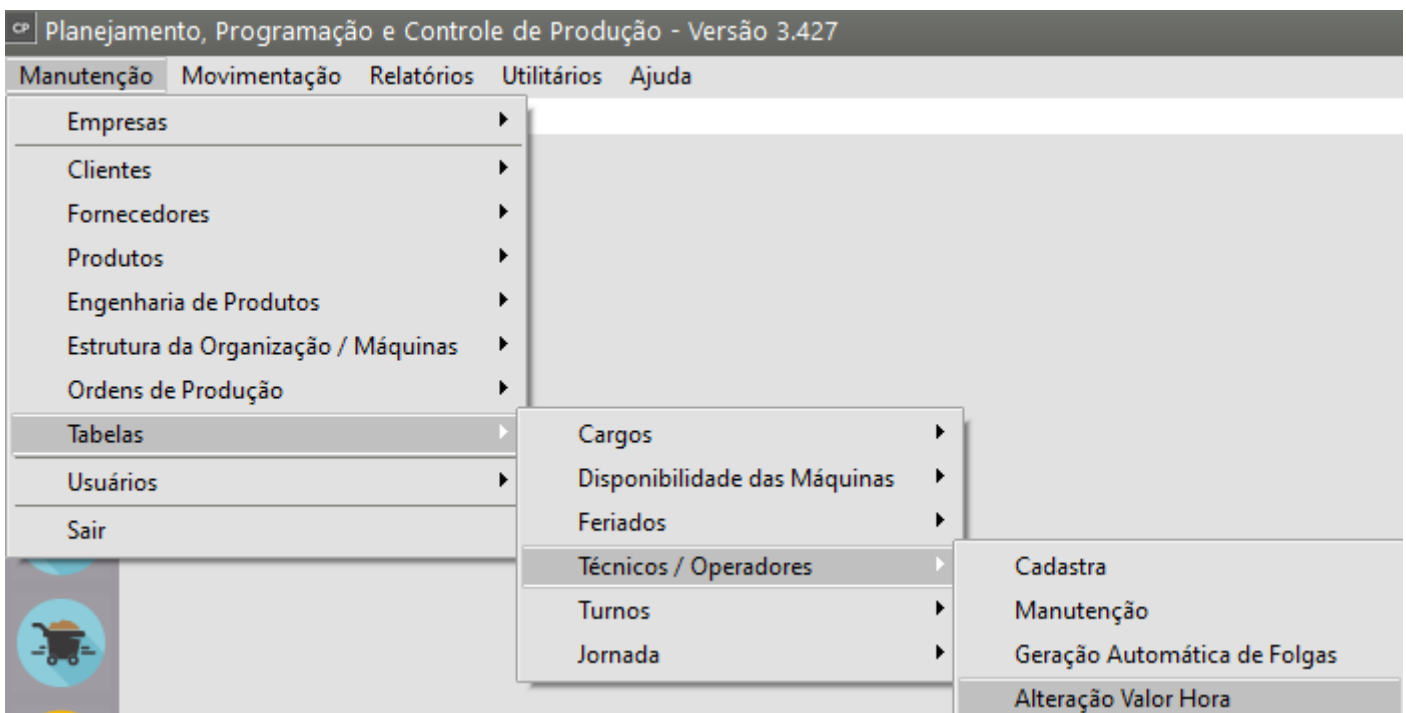 CP Planejamento, Programação e Controle de Produção - Versão 3.427
Manutenção Movimentação Relatórios Utilitários Ajuda
Empresas
Clientes
Fornecedores
Produtos
Engenharia de Produtos
Estrutura da Organização / Máquinas
Ordens de Produção
Tabelas
Usuários
Sair
Cargos
Disponibilidade das Máquinas
Feriados
Técnicos / Operadores
Turnos
Jornada
Cadastra
Manutenção
Geração Automática de Folgas
Alteração Valor Hora